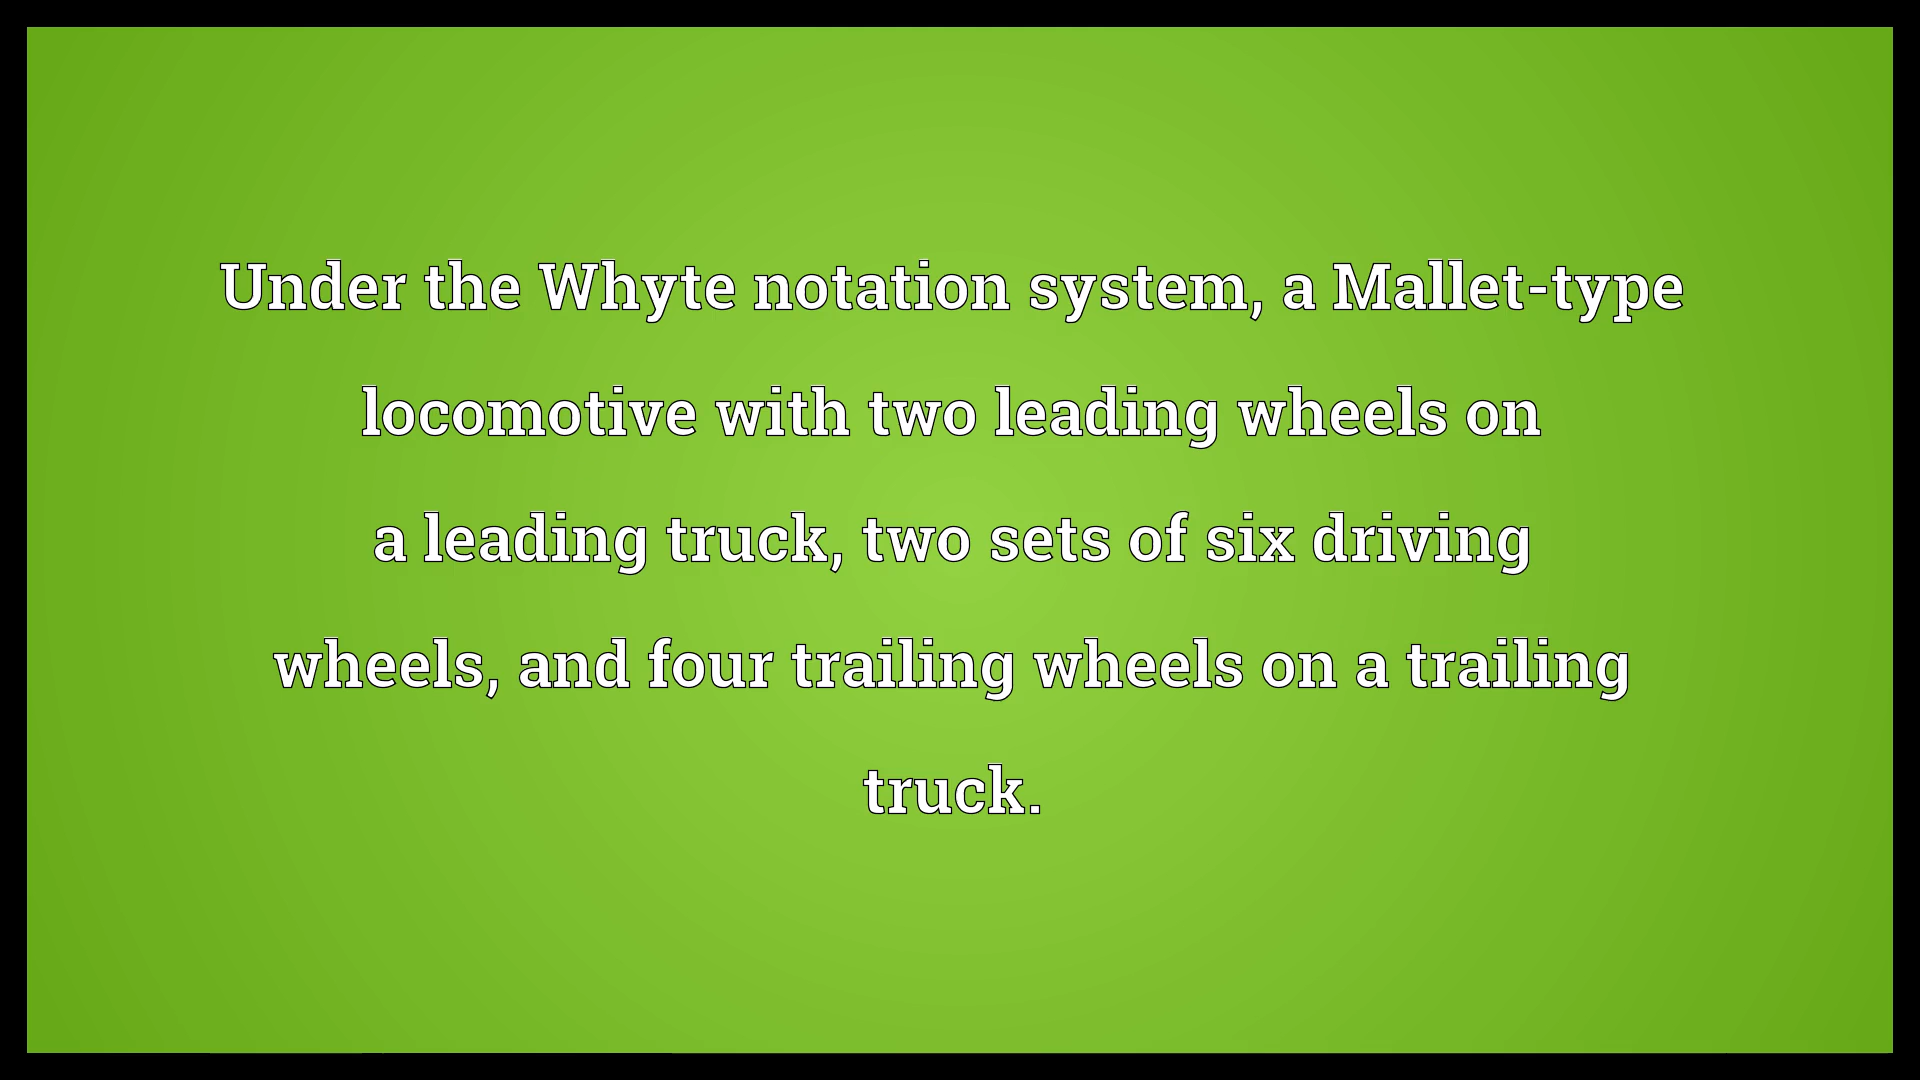 Under the Whyte notation system, a Mallet-type
locomotive with two leading wheels on
a leading truck, two sets of six driving
wheels, and four trailing wheels on a trailing
truck.